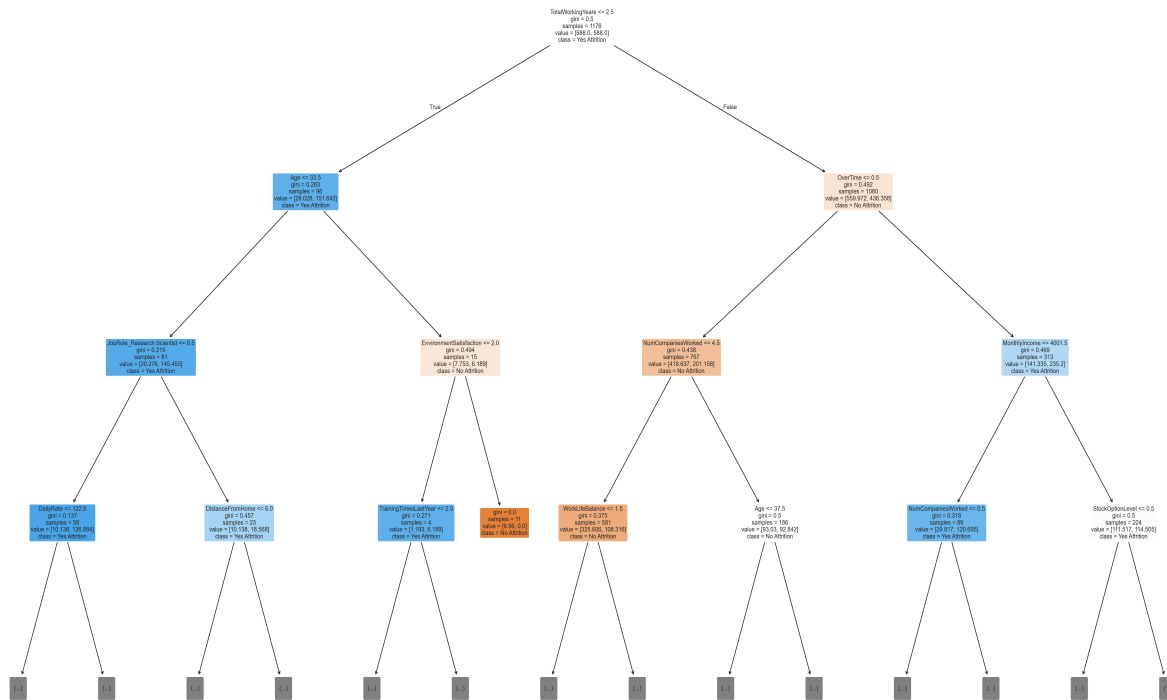 TotalWorkingYears <= 2.5
gini = 0.5
samples = 1176
value = [588.0, 588.0]
class = Yes Attrition
True
False
Age <= 33.5
gini = 0.263
samples = 96
value = [28.028, 151.642]
class = Yes Attrition
OverTime <= 0.5
gini = 0.492
samples = 1080
value = [559.972, 436.358]
class = No Attrition
JobRole_Research Scientist <= 0.5
gini = 0.215
samples = 81
value = [20.276, 145.453]
class = Yes Attrition
EnvironmentSatisfaction <= 2.0
gini = 0.494
samples = 15
value = [7.753, 6.189]
class = No Attrition
NumCompaniesWorked <= 4.5
gini = 0.438
samples = 767
value = [418.637, 201.158]
class = No Attrition
MonthlyIncome <= 4001.5
gini = 0.469
samples = 313
value = [141.335, 235.2]
class = Yes Attrition
DailyRate <= 122.5
gini = 0.137
samples = 58
value = [10.138, 126.884]
class = Yes Attrition
DistanceFromHome <= 6.0
gini = 0.457
samples = 23
value = [10.138, 18.568]
class = Yes Attrition
TrainingTimesLastYear <= 2.5
gini = 0.271
samples = 4
value = [1.193, 6.189]
class = Yes Attrition
gini = 0.0
samples = 11
value = [6.56, 0.0]
class = No Attrition
WorkLifeBalance <= 1.5
gini = 0.375
samples = 581
value = [325.606, 108.316]
class = No Attrition
Age <= 37.5
gini = 0.5
samples = 186
value = [93.03, 92.842]
class = No Attrition
NumCompaniesWorked <= 0.5
gini = 0.318
samples = 89
value = [29.817, 120.695]
class = Yes Attrition
StockOptionLevel <= 0.5
gini = 0.5
samples = 224
value = [111.517, 114.505]
class = Yes Attrition
(...)
(...)
(...)
(...)
(...)
(...)
(...)
(...)
(...)
(...)
(...)
(...)
(...)